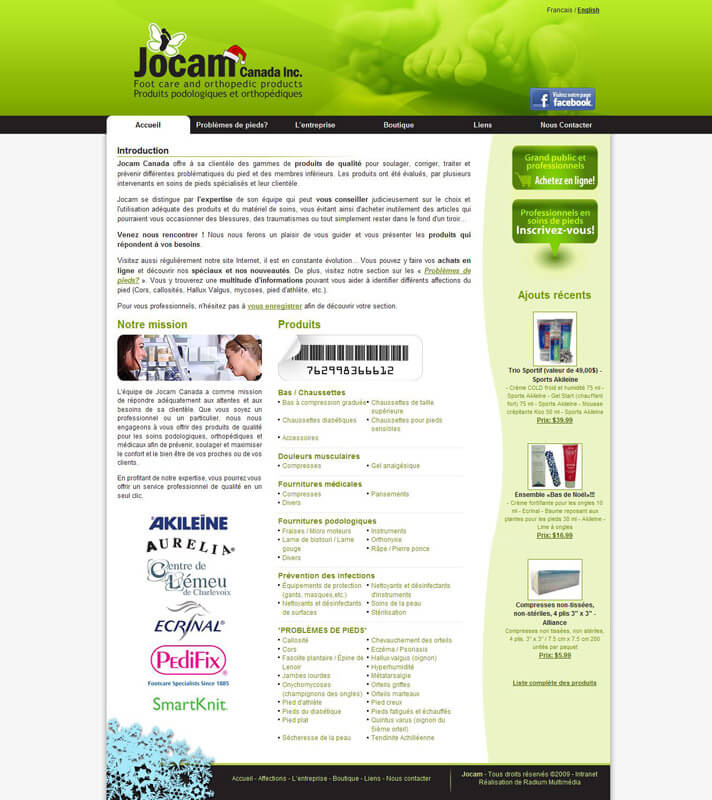 Francais / English
Jocam Canada Inc.
Foot care and orthopedic products
Produits podologiques et orthopédiques
Visitez notre page
facebook.
Accueil
Problèmes de pieds?
L'entreprise
Boutique
Liens
Nous Contacter
Introduction
Jocam Canada offre à sa clientèle des gammes de produits de qualité pour soulager, corriger, traiter et
prévenir différentes problématiques du pied et des membres inférieurs. Les produits ont été évalués, par plusieurs
intervenants en soins de pieds spécialisés et leur clientèle.
Jocam se distingue par l'expertise de son équipe qui peut vous conseiller judicieusement sur le choix et
l'utilisation adéquate des produits et du matériel de soins, vous évitant ainsi d'acheter inutilement des articles qui
pourraient vous occasionner des blessures, des traumatismes ou tout simplement rester dans le fond d'un tiroir...
Venez nous rencontrer ! Nous nous ferons un plaisir de vous guider et vous présenter les produits qui
répondent à vos besoins.
Visitez aussi régulièrement notre site Internet, il est en constante évolution... Vous pouvez y faire vos achats en
ligne et découvrir nos spéciaux et nos nouveautés. De plus, visitez notre section sur les « Problèmes de
pieds? ». Vous y trouverez une multitude d'informations pouvant vous aider à identifier différents affections du
pied (Cors, callosités, Hallux Valgus, mycoses, pied d'athlète, etc.).
Pour vous professionnels, n'hésitez pas à vous enregistrer afin de découvrir votre section.
Notre mission
L'équipe de Jocam Canada a comme mission
de répondre adéquatement aux attentes et aux
besoins de sa clientèle. Que vous soyez un
professionnel ou un particulier, nous nous
engageons à vous offrir des produits de qualité
pour les soins podologiques, orthopédiques et
médicaux afin de prévenir, soulager et maximiser
le confort et le bien être de vos proches ou de vos
clients.
En profitant de notre expertise, vous pourrez vous
offrir un service professionnel de qualité en un
seul clic.
AKILEÏNE
AURELIA
Centre de
L'Émeu
de Charlevoix
ECRINAL
PEDIFIX
Footcare Specialists Since 1885
SmartKnit
Produits
762998366612
Bas / Chaussettes
Bas à compression graduée
Chaussettes de taille
supérieure
Chaussettes diabétiques
Chaussettes pour pieds
sensibles
Accessoires
Douleurs musculaires
Compresses
Gel analgésique
Fournitures médicales
Compresses
Pansements
Divers
Fournitures podologiques
Fraises / Micro moteurs
Instruments
Lame de bistouri / Lame
gouge
Orthonyxie
Râpe / Pierre ponce
Divers
Prévention des infections
Équipements de protection
(gants, masques,etc.)
Nettoyants et désinfectants
d'instruments
Nettoyants et désinfectants
de surfaces
Soins de la peau
Stérilisation
*PROBLÈMES DE PIEDS*
Callosité
Chevauchement des orteils
Cors
Eczéma / Psoriasis
Fasciite plantaire / Épine de
Lenoir
Hallux valgus (oignon)
Hyperhumidité
Jambes lourdes
Métatarsalgie
Onychomycoses
(champignons des ongles)
Orteils griffes
Orteils marteaux
Pied d'athlète
Pied creux
Pieds du diabétique
Pieds fatigués et échauffés
Pied plat
Quintus varus (oignon du
5ième orteil)
Sécheresse de la peau
Tendinite Achilléenne
Grand public et
professionnels
Achetez en ligne!
Professionnels en
soins de pieds
Inscrivez-vous!
Ajouts récents
Trio Sportif (valeur de 49,00$) -
Sports Akileine
- Crème COLD froid et humidité 75 ml -
Sports Akileine - Gel Start (chauffant
fort) 75 ml - Sports Akileine - Mousse
crépitante Koo 50 ml - Sports Akileine
Prix: $39.99
Ensemble «Bas de Noël»!!!
- Crème fortifiante pour les ongles 10
ml - Ecrinal - Baume reposant aux
plantes pour les pieds 50 ml - Akileine -
Lime à ongles
Prix: $16.99
Compresses non-tissées,
non-stériles, 4 plis 3" x 3" -
Alliance
Compresses non tissées, non stériles,
4 plis, 3" x 3" / 7.5 cm x 7.5 cm 200
unités par paquet
Prix: $5.99
Liste complète des produits
Accueil - Affections - L'entreprise - Boutique - Liens - Nous contacter
Jocam - Tous droits réservés ©2009 - Intranet
Réalisation de Radium Multimédia